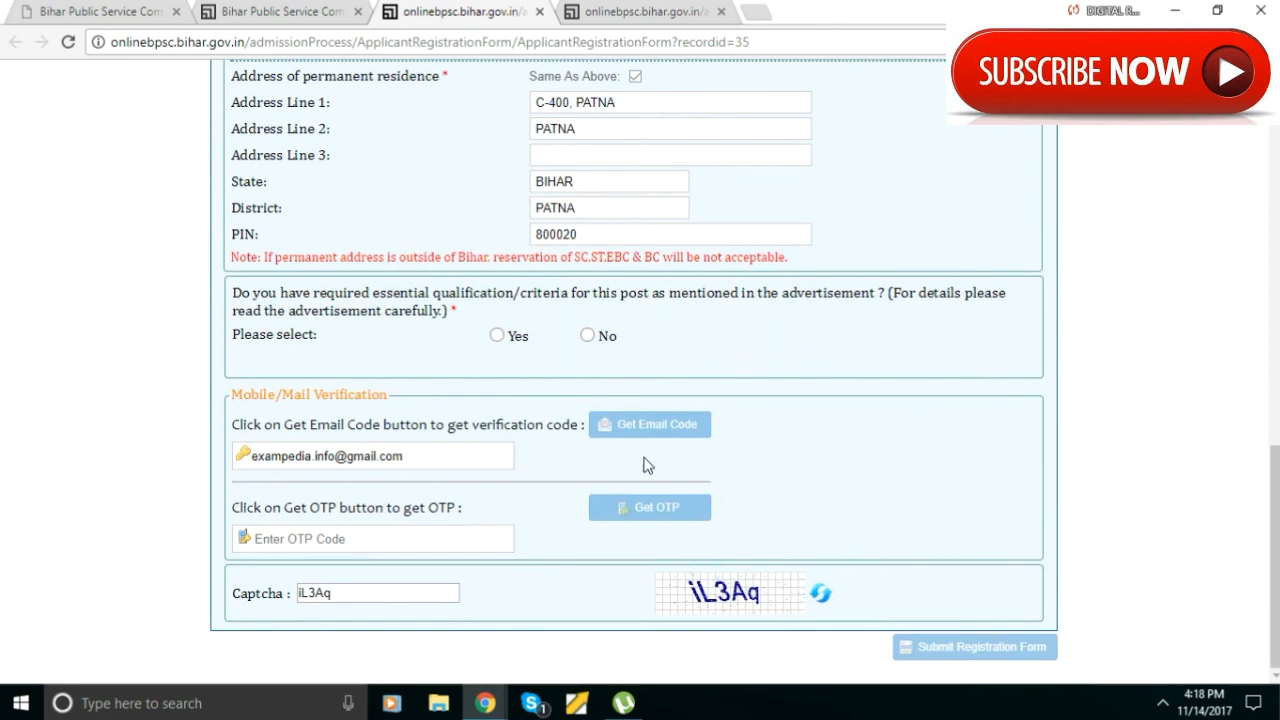 Bihar Public Service Com
Bihar Public Service Com
onlinebpsc.bihar.gov.in/a
onlinebpsc.bihar.gov.in/a
DIGITAL R...
onlinebpsc.bihar.gov.in/admissionProcess/ApplicantRegistrationForm/ApplicantRegistrationForm?recordid=35
SUBSCRIBE NOW
Address of permanent residence * Same As Above:
Address Line 1: C-400, PATNA
Address Line 2: PATNA
Address Line 3:
State: BIHAR
District: PATNA
PIN: 800020
Note: If permanent address is outside of Bihar, reservation of SC,ST,EBC & BC will be not acceptable.
Do you have required essential qualification/criteria for this post as mentioned in the advertisement ? (For details please
read the advertisement carefully.) *
Please select: Yes No
Mobile/Mail Verification
Click on Get Email Code button to get verification code : Get Email Code
exampedia.info@gmail.com
Click on Get OTP button to get OTP : Get OTP
Enter OTP Code
Captcha : iL3Aq iL3Aq
Submit Registration Form
Type here to search
1
4:18 PM
11/14/2017